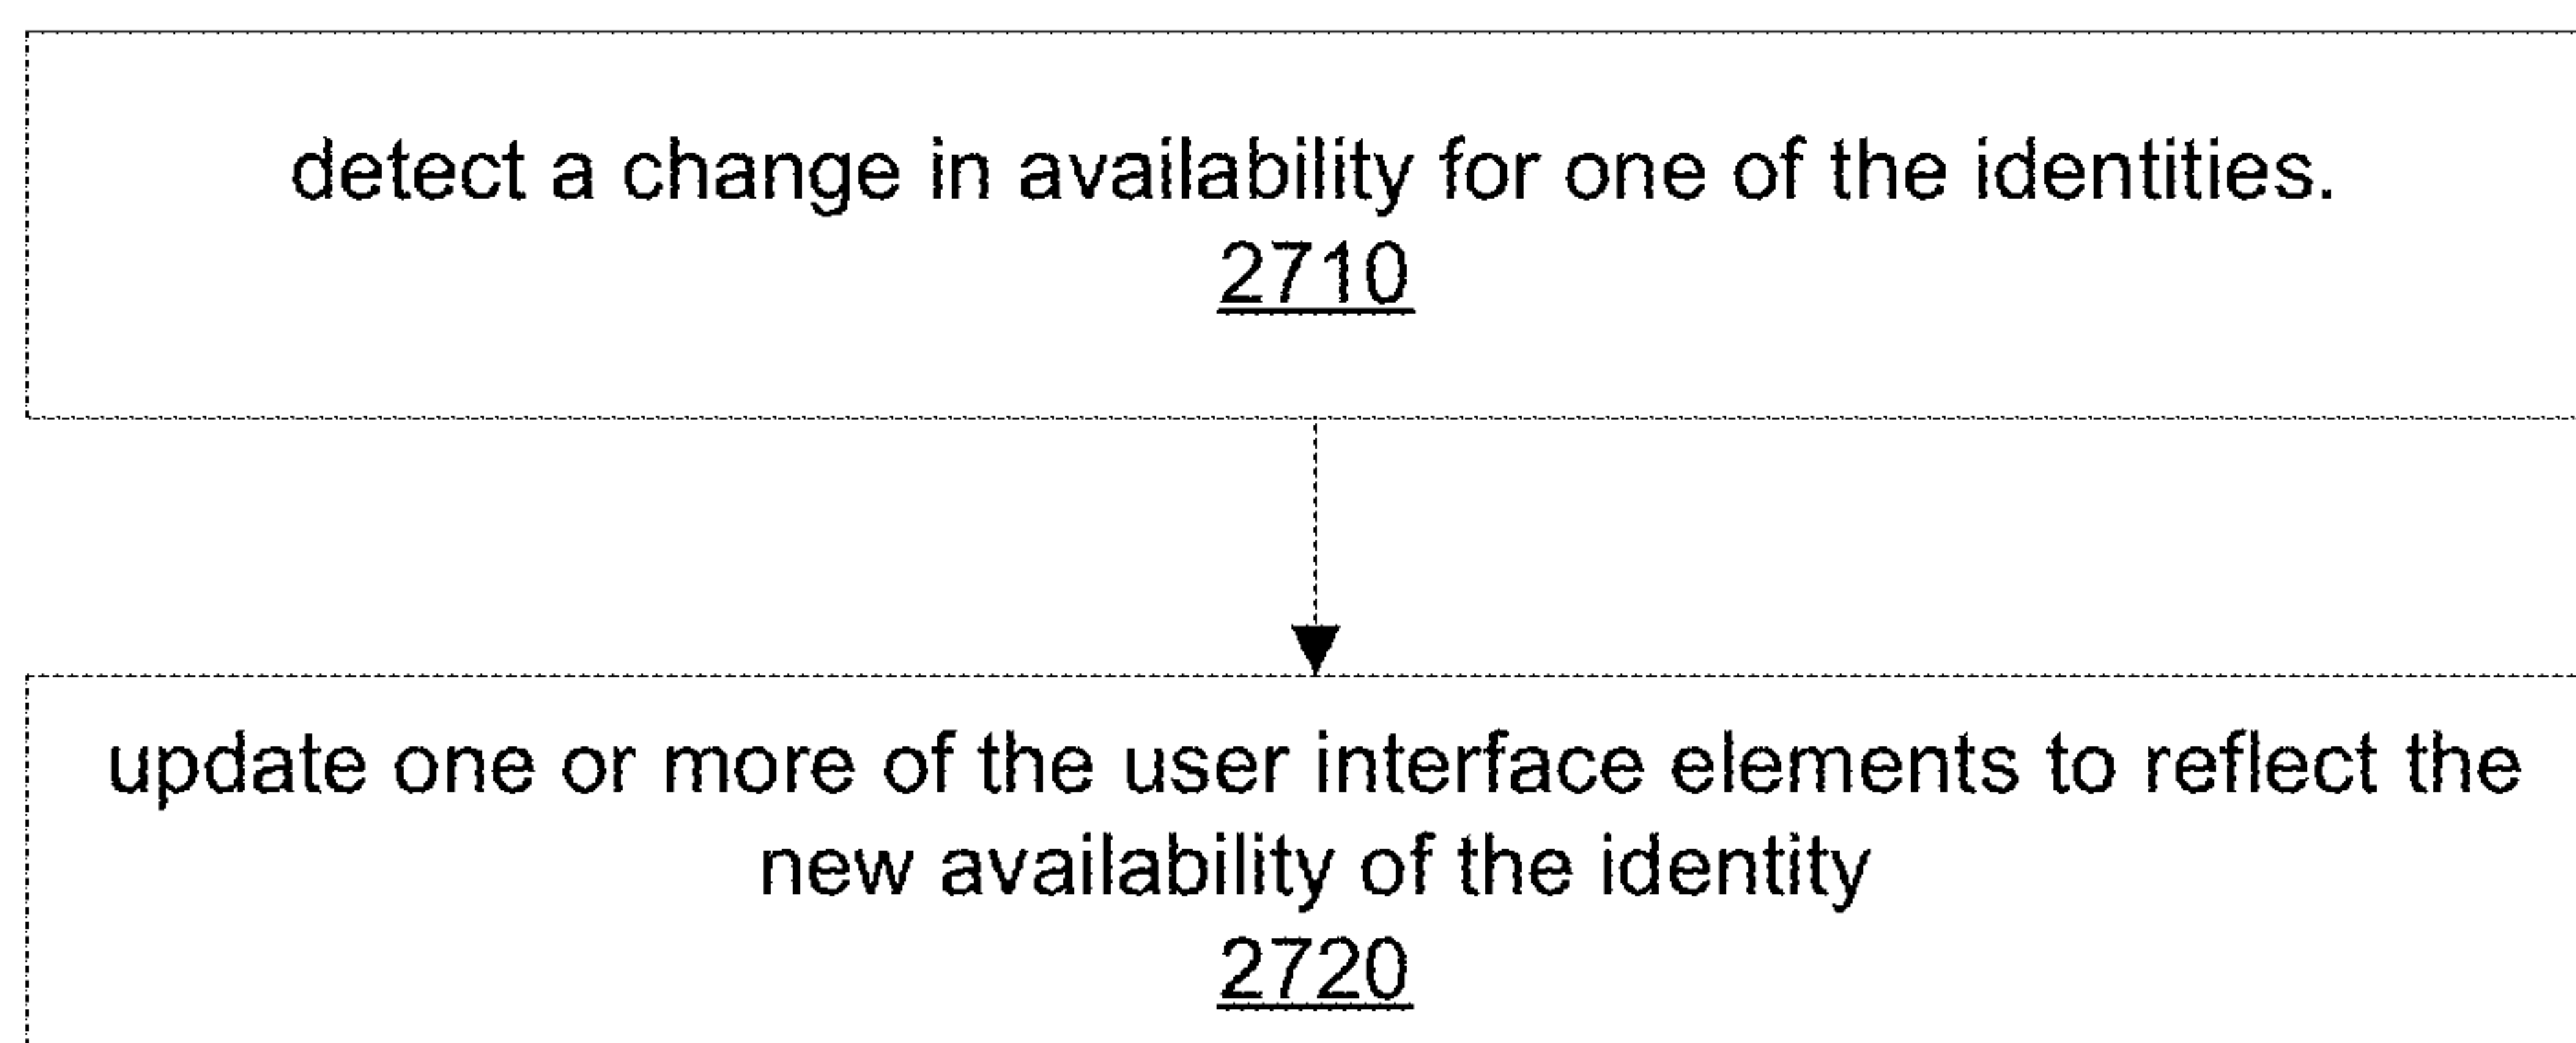 detect a change in availability for one of the identities.
2710
update one or more of the user interface elements to reflect the
new availability of the identity
2720